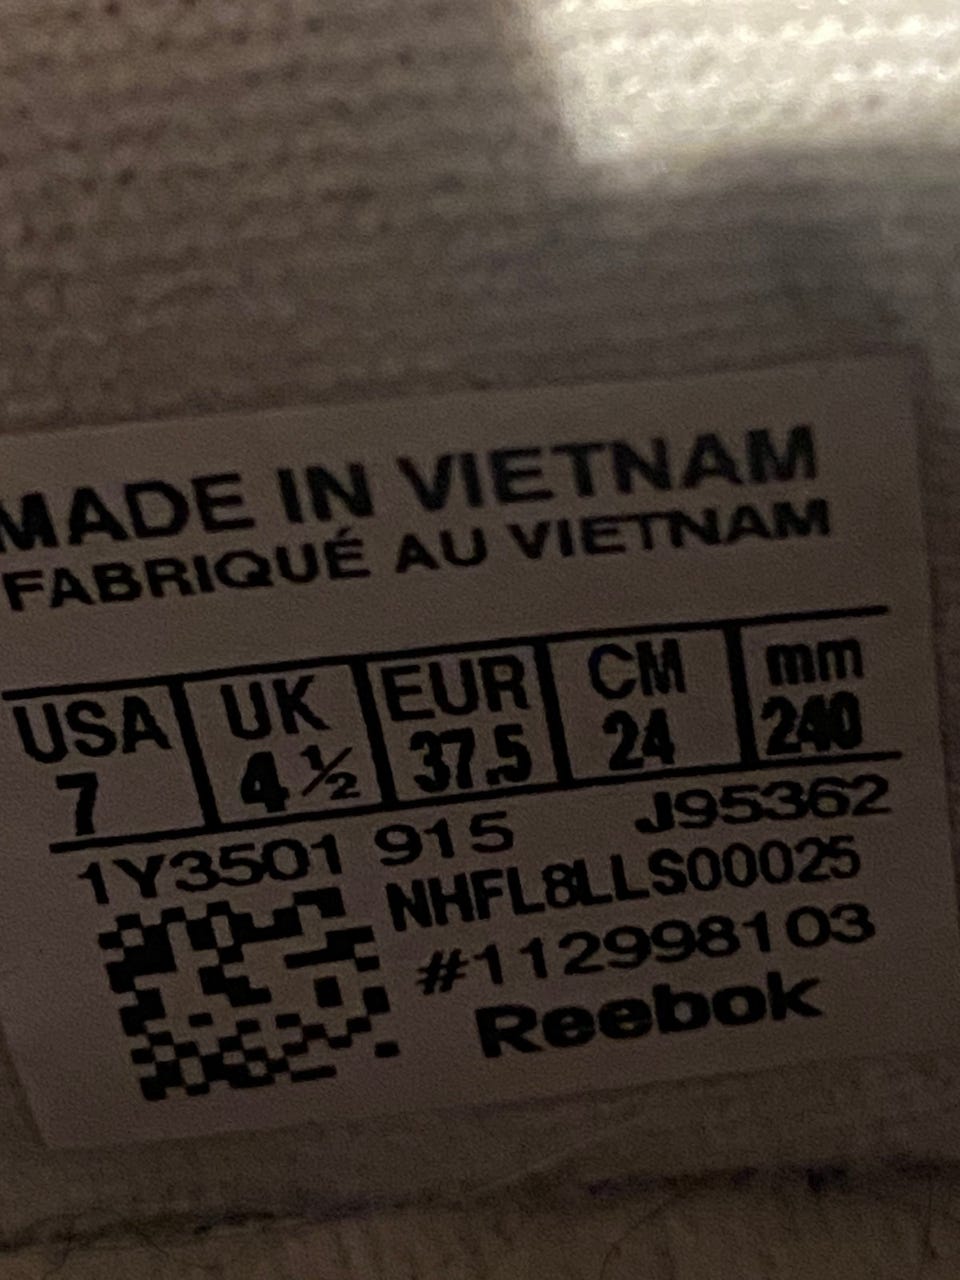 MADE IN VIETNAM
FABRIQUÉ AU VIETNAM
USA UK EUR CM mm
7 4½ 37.5 24 240
1Y3501 915 J95362
NHFL8LLS00025
#112998103
Reebok